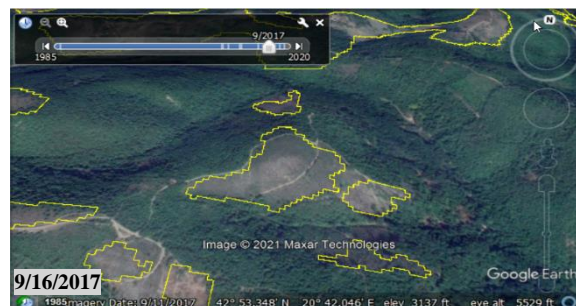 9/2017
1985
2020
N
Image © 2021 Maxar Technologies
Google Earth
9/16/2017
1985
Imagery Date: 9/11/2017 42°53.348' N 20°42.046' E elev 3137 ft eye alt 5529 ft